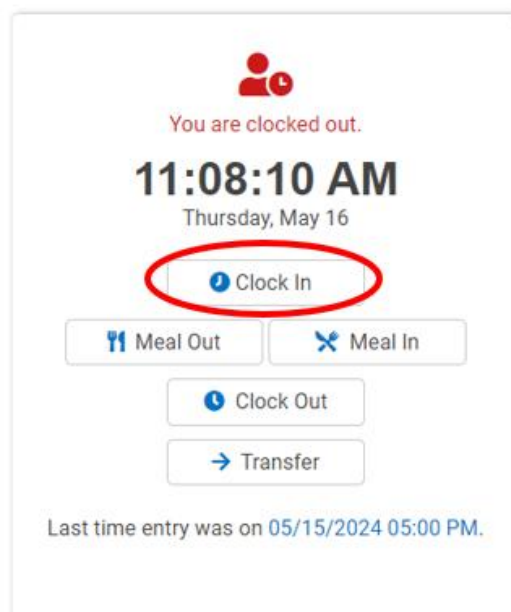 You are clocked out.
11:08:10 AM
Thursday, May 16
Clock In
Meal Out Meal In
Clock Out
Transfer
Last time entry was on 05/15/2024 05:00 PM.